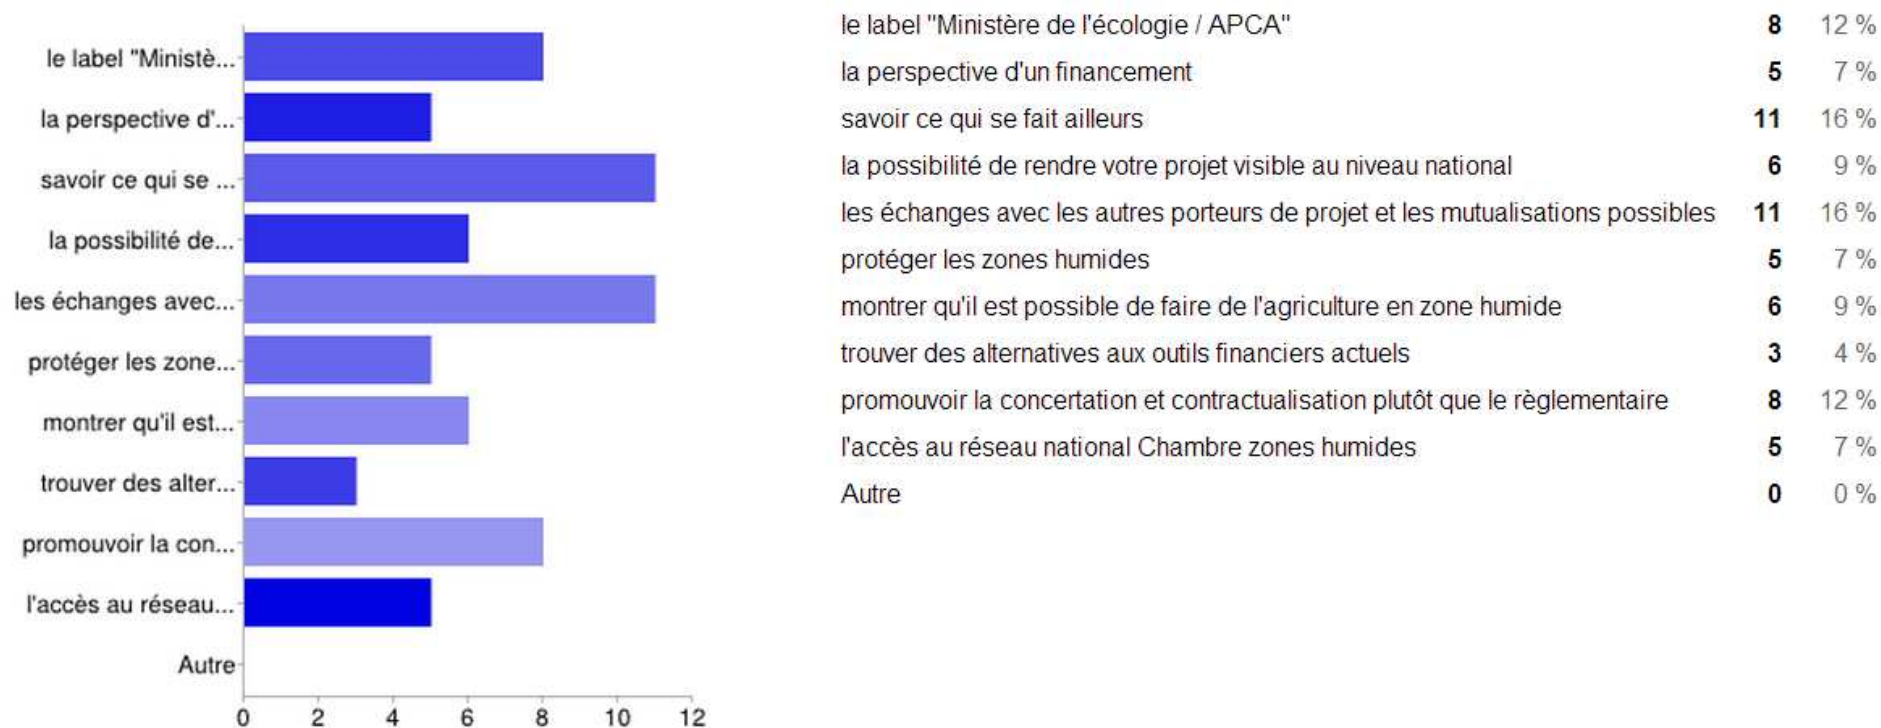 le label "Ministè...
la perspective d'...
savoir ce qui se ...
la possibilité de...
les échanges avec...
protéger les zone...
montrer qu'il est...
trouver des alter...
promouvoir la con...
l'accès au réseau...
Autre
0 2 4 6 8 10 12
le label "Ministère de l'écologie / APCA" 8 12 %
la perspective d'un financement 5 7 %
savoir ce qui se fait ailleurs 11 16 %
la possibilité de rendre votre projet visible au niveau national 6 9 %
les échanges avec les autres porteurs de projet et les mutualisations possibles 11 16 %
protéger les zones humides 5 7 %
montrer qu'il est possible de faire de l'agriculture en zone humide 6 9 %
trouver des alternatives aux outils financiers actuels 3 4 %
promouvoir la concertation et contractualisation plutôt que le règlementaire 8 12 %
l'accès au réseau national Chambre zones humides 5 7 %
Autre 0 0 %